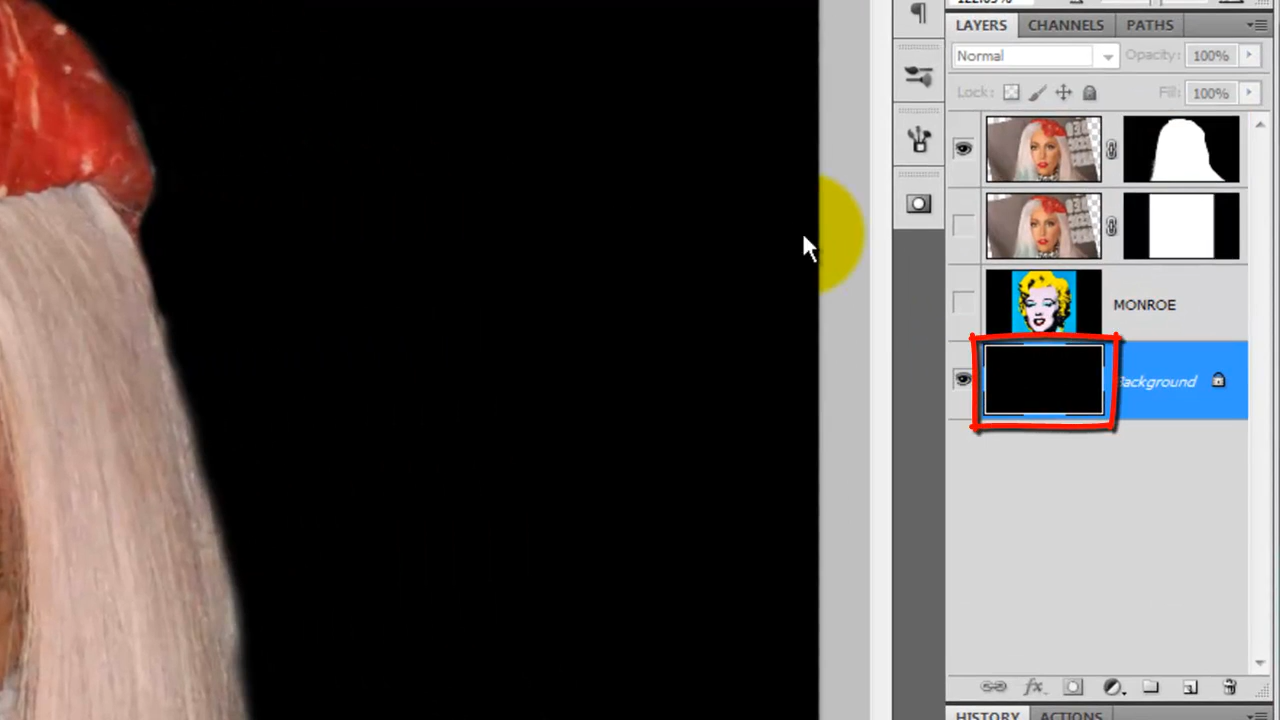 LAYERS CHANNELS PATHS
Normal Opacity: 100%
Lock: Fill: 100%
MONROE
Background
HISTORY ACTIONS